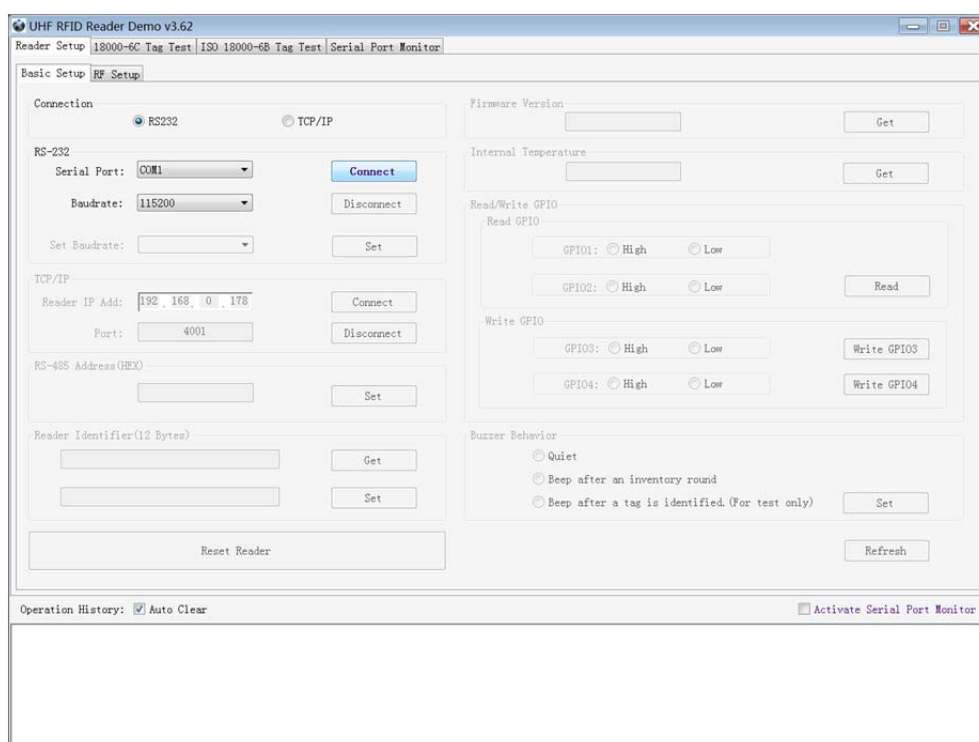 UHF RFID Reader Demo v3.62
Reader Setup 18000-6C Tag Test ISO 18000-6B Tag Test Serial Port Monitor
Basic Setup RF Setup
Connection
RS232 TCP/IP
RS-232
Serial Port: COM1 Connect
Baudrate: 115200 Disconnect
Set Baudrate: Set
TCP/IP
Reader IP Add: 192 . 168 . 0 . 178 Connect
Port: 4001 Disconnect
RS-485 Address(HEX)
Set
Reader Identifier(12 Bytes)
Get
Set
Reset Reader
Firmware Version
Get
Internal Temperature
Get
Read/Write GPIO
Read GPIO
GPIO1: High Low
GPIO2: High Low Read
Write GPIO
GPIO3: High Low Write GPIO3
GPIO4: High Low Write GPIO4
Buzzer Behavior
Quiet
Beep after an inventory round
Beep after a tag is identified.(For test only) Set
Refresh
Operation History: Auto Clear Activate Serial Port Monitor